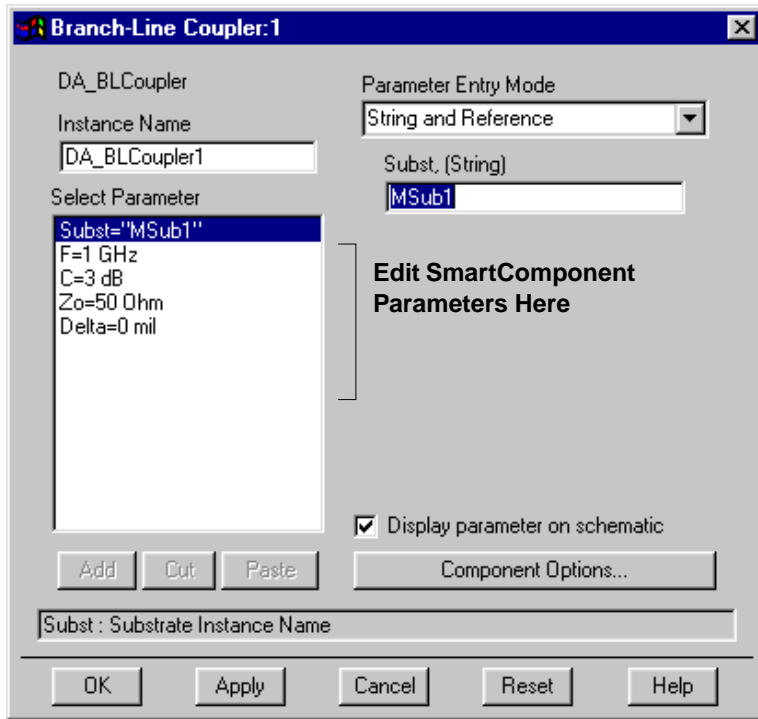 Branch-Line Coupler:1
DA_BLCoupler
Instance Name
DA_BLCoupler1
Select Parameter
Subst="MSub1"
F=1 GHz
C=3 dB
Zo=50 Ohm
Delta=0 mil
Add
Cut
Paste
Parameter Entry Mode
String and Reference
Subst, (String)
MSub1
Edit SmartComponent
Parameters Here
Display parameter on schematic
Component Options...
Subst : Substrate Instance Name
OK
Apply
Cancel
Reset
Help